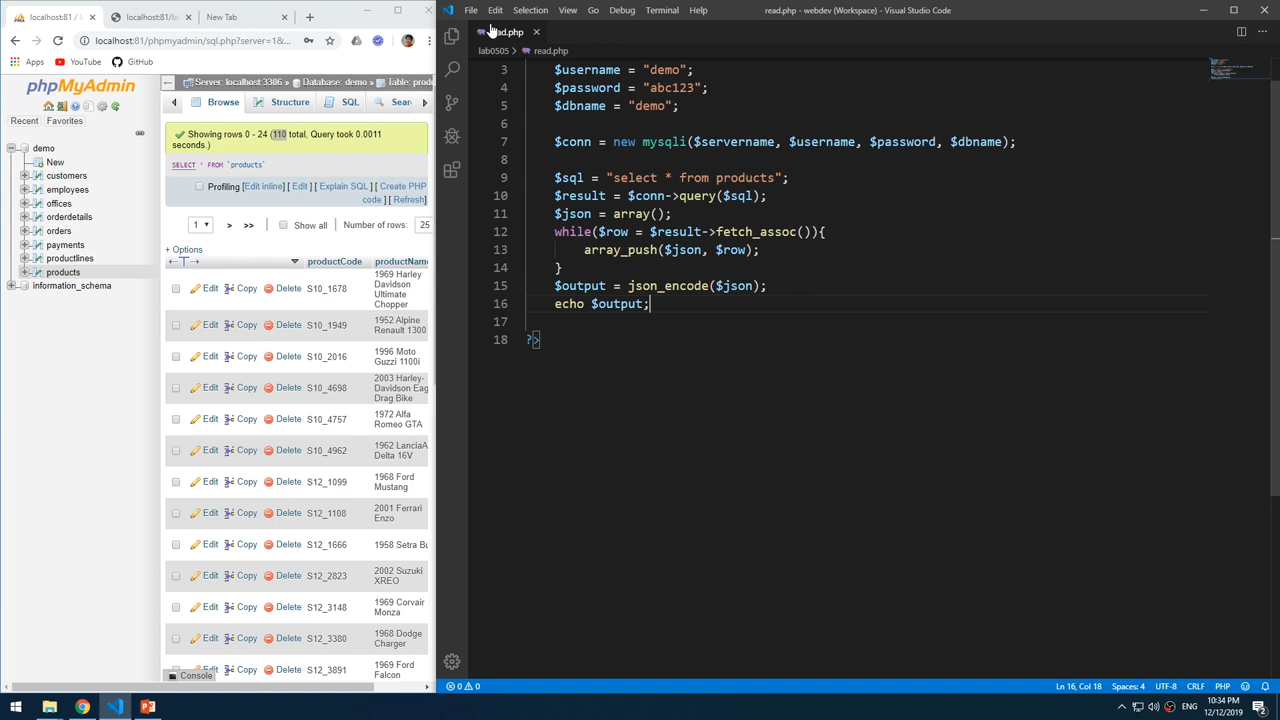 localhost:81 /
localhost:81/la
New Tab
localhost:81/phpmyadmin/sql.php?server=1&...
Apps
YouTube
GitHub
phpMyAdmin
Recent
Favorites
demo
New
customers
employees
offices
orderdetails
orders
payments
productlines
products
information_schema
Server: localhost:3306 » Database: demo » Table: prod
Browse
Structure
SQL
Sear
Showing rows 0 - 24 (110 total, Query took 0.0011
seconds.)
SELECT * FROM `products`
Profiling [Edit inline] [ Edit ] [ Explain SQL ] [ Create PHP
code ] [ Refresh]
1 > >> Show all Number of rows: 25
+ Options
←T→ productCode productName
Edit Copy Delete S10_1678 1969 Harley
Davidson
Ultimate
Chopper
Edit Copy Delete S10_1949 1952 Alpine
Renault 1300
Edit Copy Delete S10_2016 1996 Moto
Guzzi 1100i
Edit Copy Delete S10_4698 2003 Harley-
Davidson Eag
Drag Bike
Edit Copy Delete S10_4757 1972 Alfa
Romeo GTA
Edit Copy Delete S10_4962 1962 LanciaA
Delta 16V
Edit Copy Delete S12_1099 1968 Ford
Mustang
Edit Copy Delete S12_1108 2001 Ferrari
Enzo
Edit Copy Delete S12_1666 1958 Setra Bu
Edit Copy Delete S12_2823 2002 Suzuki
XREO
Edit Copy Delete S12_3148 1969 Corvair
Monza
Edit Copy Delete S12_3380 1968 Dodge
Charger
Edit Copy Delete S12_3891 1969 Ford
Falcon
Console
File Edit Selection View Go Debug Terminal Help
read.php - webdev (Workspace) - Visual Studio Code
read.php
lab0505 > read.php
3 $username = "demo";
4 $password = "abc123";
5 $dbname = "demo";
6
7 $conn = new mysqli($servername, $username, $password, $dbname);
8
9 $sql = "select * from products";
10 $result = $conn->query($sql);
11 $json = array();
12 while($row = $result->fetch_assoc()){
13 array_push($json, $row);
14 }
15 $output = json_encode($json);
16 echo $output;
17
18 ?>
0 0
Ln 16, Col 18
Spaces: 4
UTF-8
CRLF
PHP
ENG
10:34 PM
12/12/2019
2